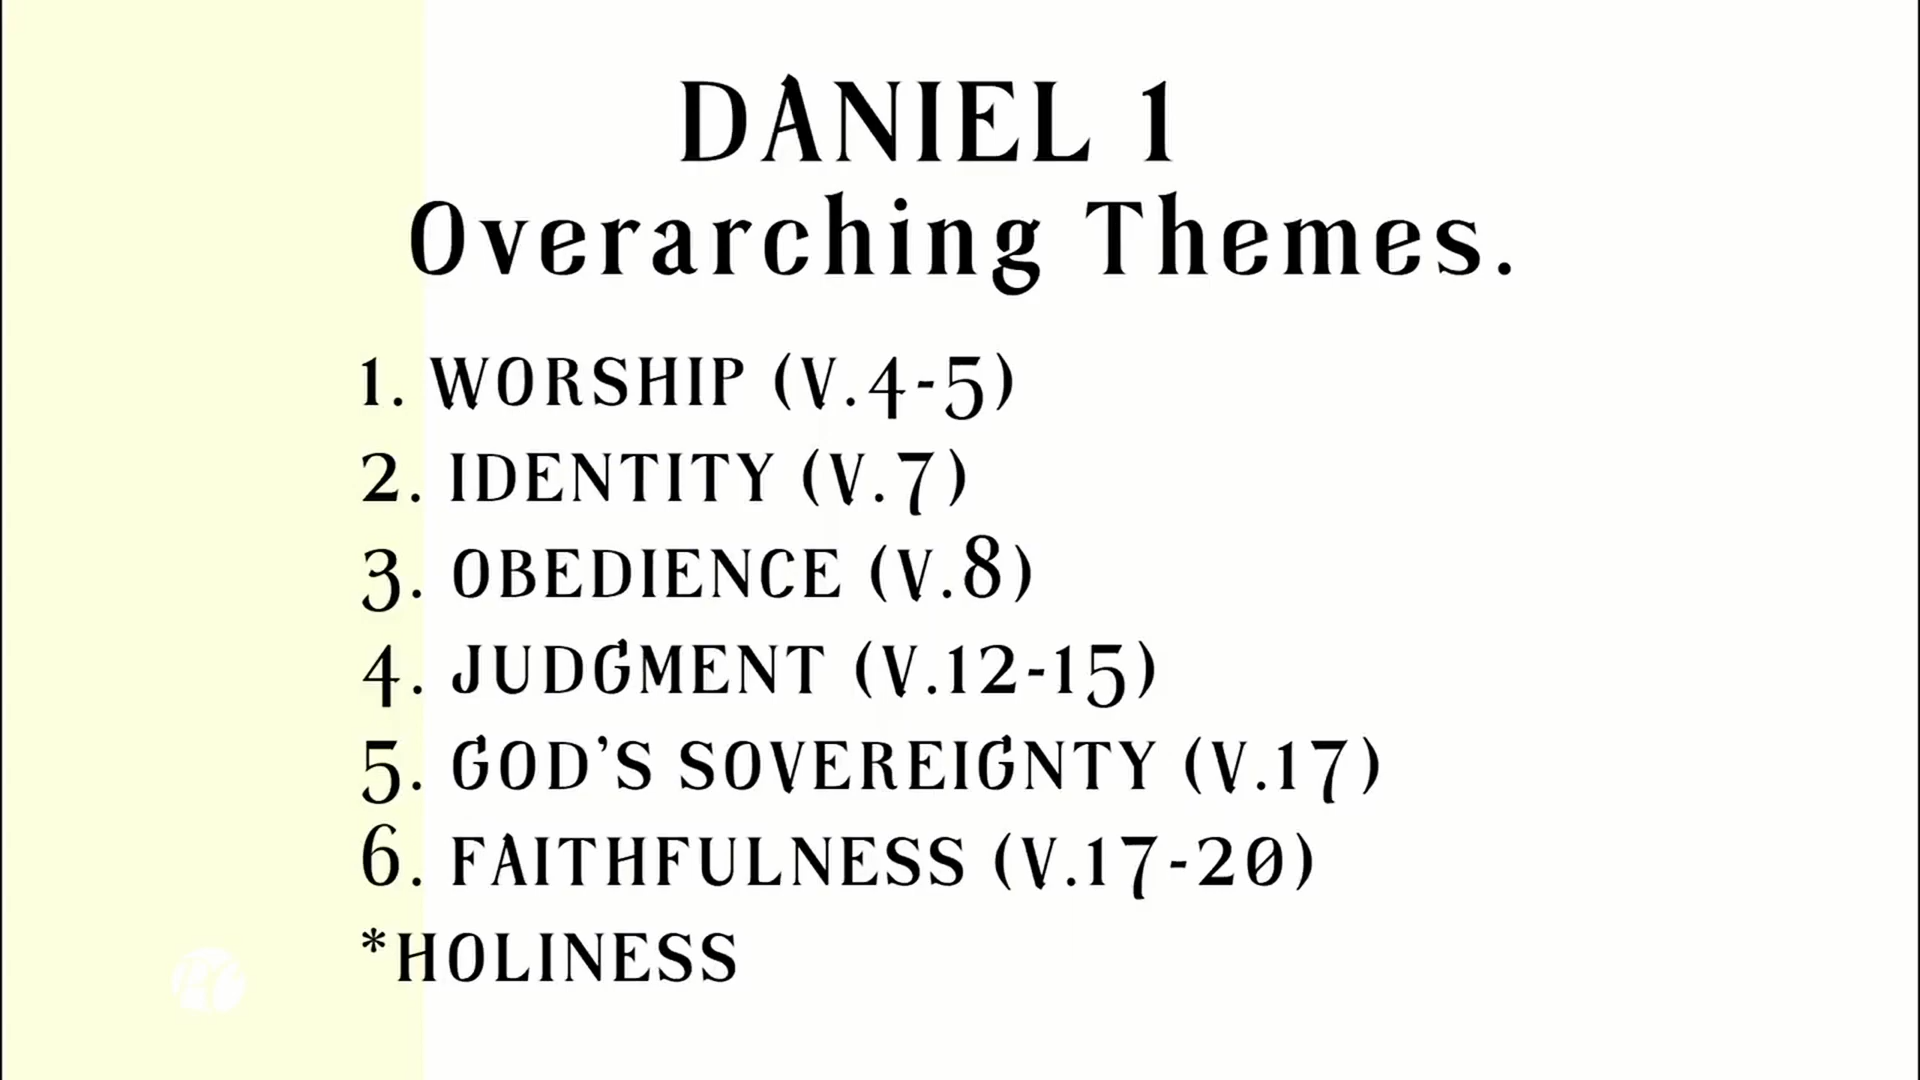 DANIEL 1
Overarching Themes.
1. WORSHIP (V.4-5)
2. IDENTITY (V.7)
3. OBEDIENCE (V.8)
4. JUDGMENT (V.12-15)
5. GOD'S SOVEREIGNTY (V.17)
6. FAITHFULNESS (V.17-20)
*HOLINESS